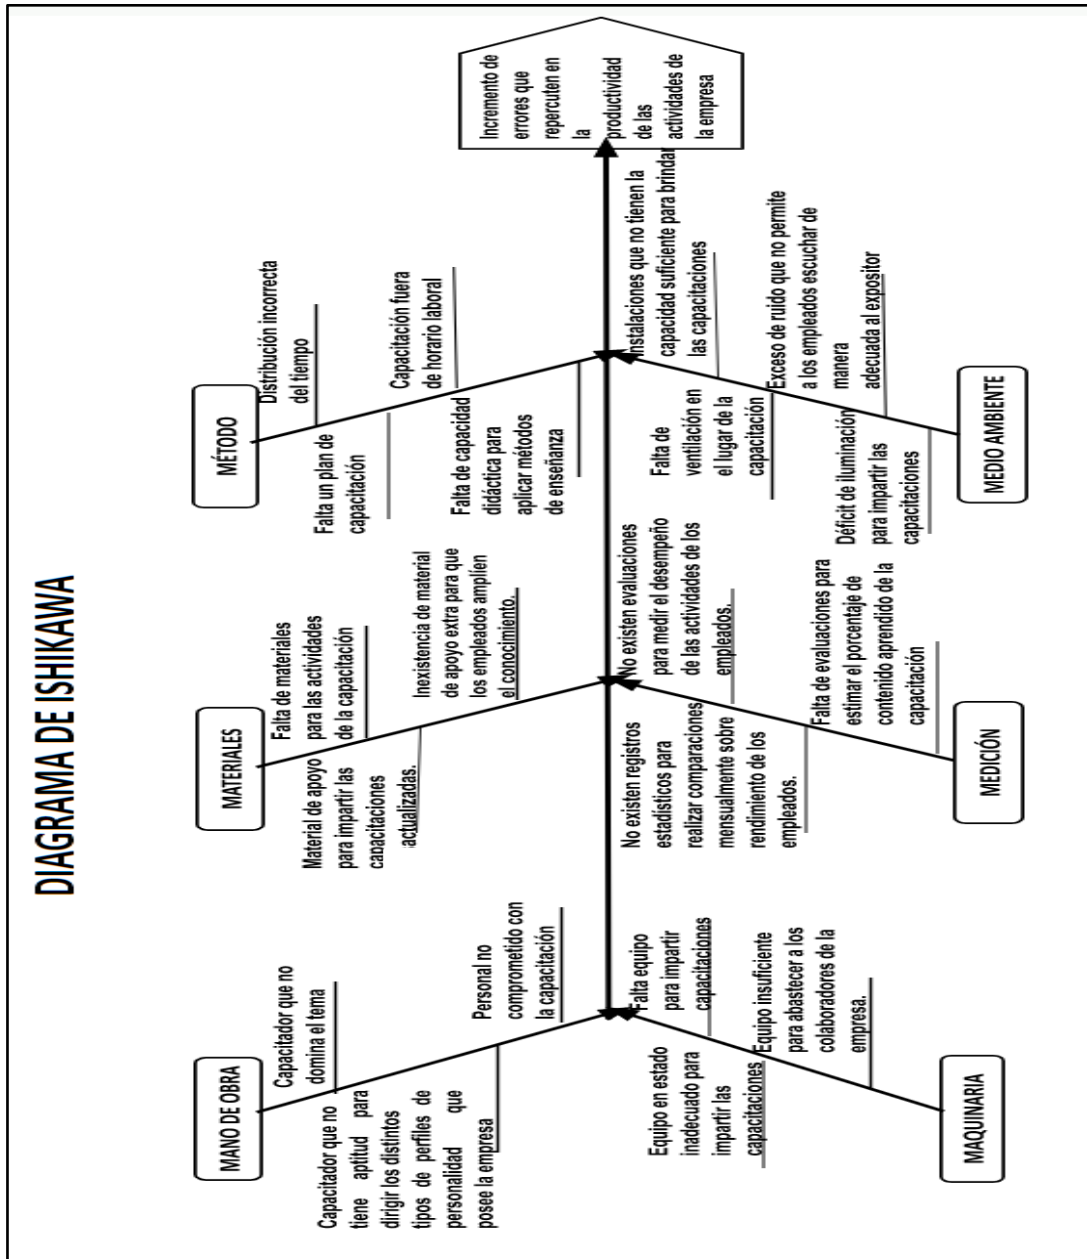 DIAGRAMA DE ISHIKAWA
MANO DE OBRA
Capacitador que no
domina el tema
Capacitador que no
tiene aptitud para
dirigir los distintos
tipos de perfiles de
personalidad que
posee la empresa
Personal no
comprometido con
la capacitación
MATERIALES
Falta de materiales
para las actividades
de la capacitación
Material de apoyo
para impartir las
capacitaciones
actualizadas.
Inexistencia de material
de apoyo extra para que
los empleados amplíen
el conocimiento.
MÉTODO
Distribución incorrecta
del tiempo
Falta un plan de
capacitación
Capacitación fuera
de horario laboral
Falta de capacidad
didáctica para
aplicar métodos
de enseñanza
Incremento de
errores que
repercuten en
la
productividad
de las
actividades de
la empresa
Falta equipo
para impartir
capacitaciones
Equipo en estado
inadecuado para
impartir las
capacitaciones
Equipo insuficiente
para abastecer a los
colaboradores de la
empresa.
MAQUINARIA
No existen evaluaciones
para medir el desempeño
de las actividades de los
empleados.
No existen registros
estadísticos para
realizar comparaciones
mensualmente sobre
rendimiento de los
empleados.
Falta de evaluaciones para
estimar el porcentaje de
contenido aprendido de la
capacitación
MEDICIÓN
Instalaciones que no tienen la
capacidad suficiente para brindar
las capacitaciones
Falta de
ventilación en
el lugar de la
capacitación
Exceso de ruido que no permite
a los empleados escuchar de
manera
adecuada al expositor
Déficit de iluminación
para impartir las
capacitaciones
MEDIO AMBIENTE